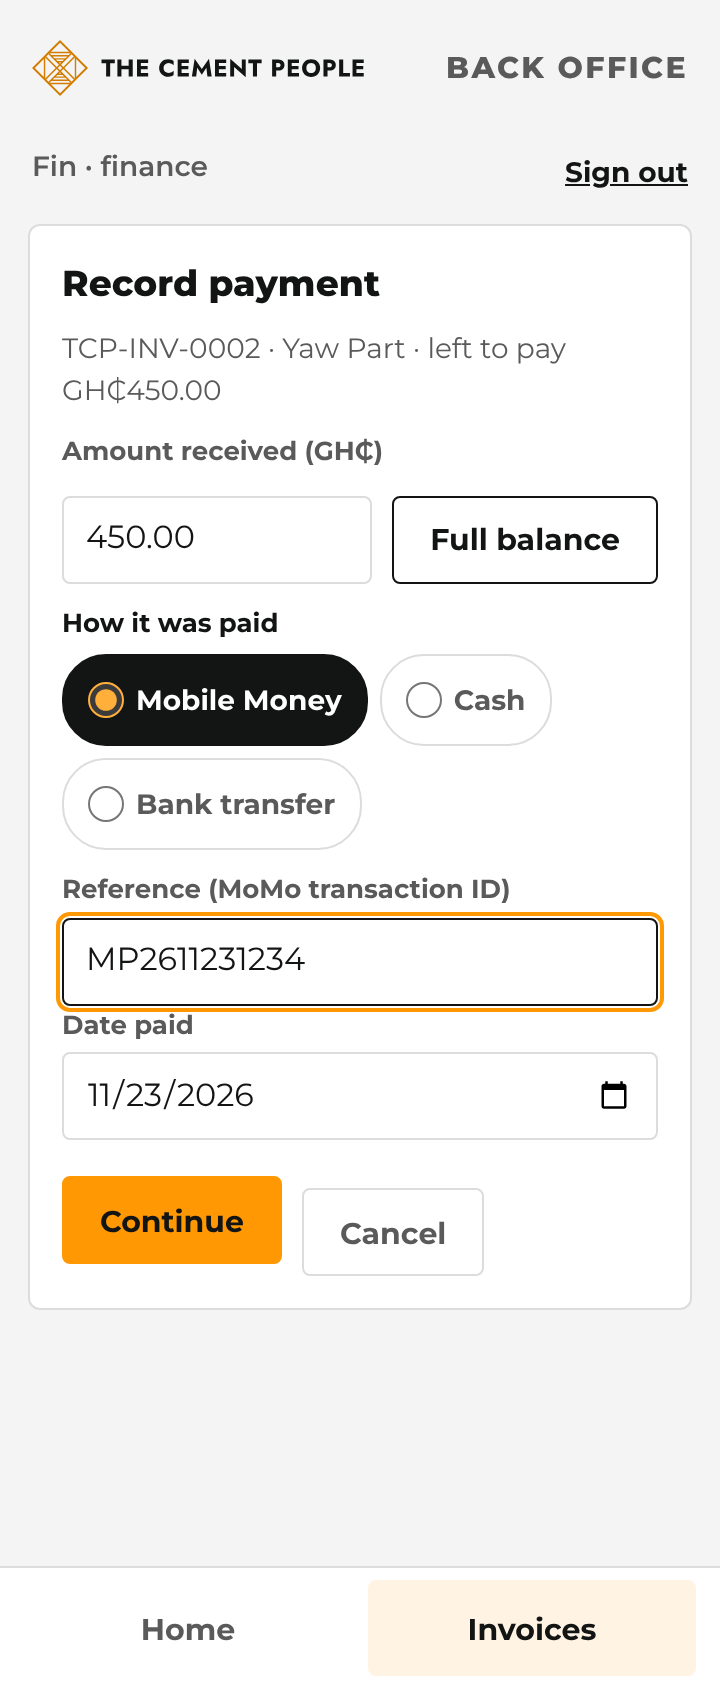 THE CEMENT PEOPLE
BACK OFFICE
Fin · finance
Sign out
Record payment
TCP-INV-0002 · Yaw Part · left to pay
GH₵450.00
Amount received (GH₵)
450.00
Full balance
How it was paid
Mobile Money
Cash
Bank transfer
Reference (MoMo transaction ID)
MP2611231234
Date paid
11/23/2026
Continue
Cancel
Home
Invoices